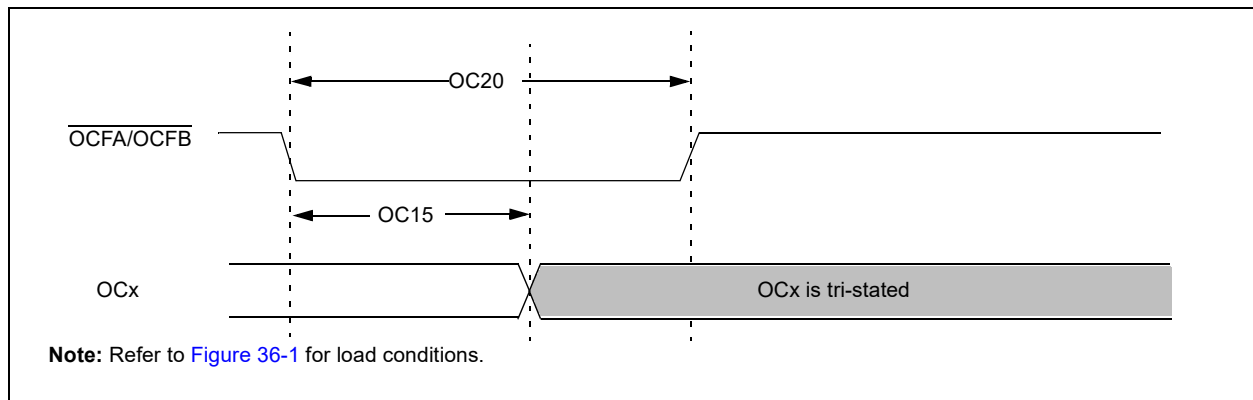 OC20
OCFA/OCFB
OC15
OCx
OCx is tri-stated
Note: Refer to Figure 36-1 for load conditions.